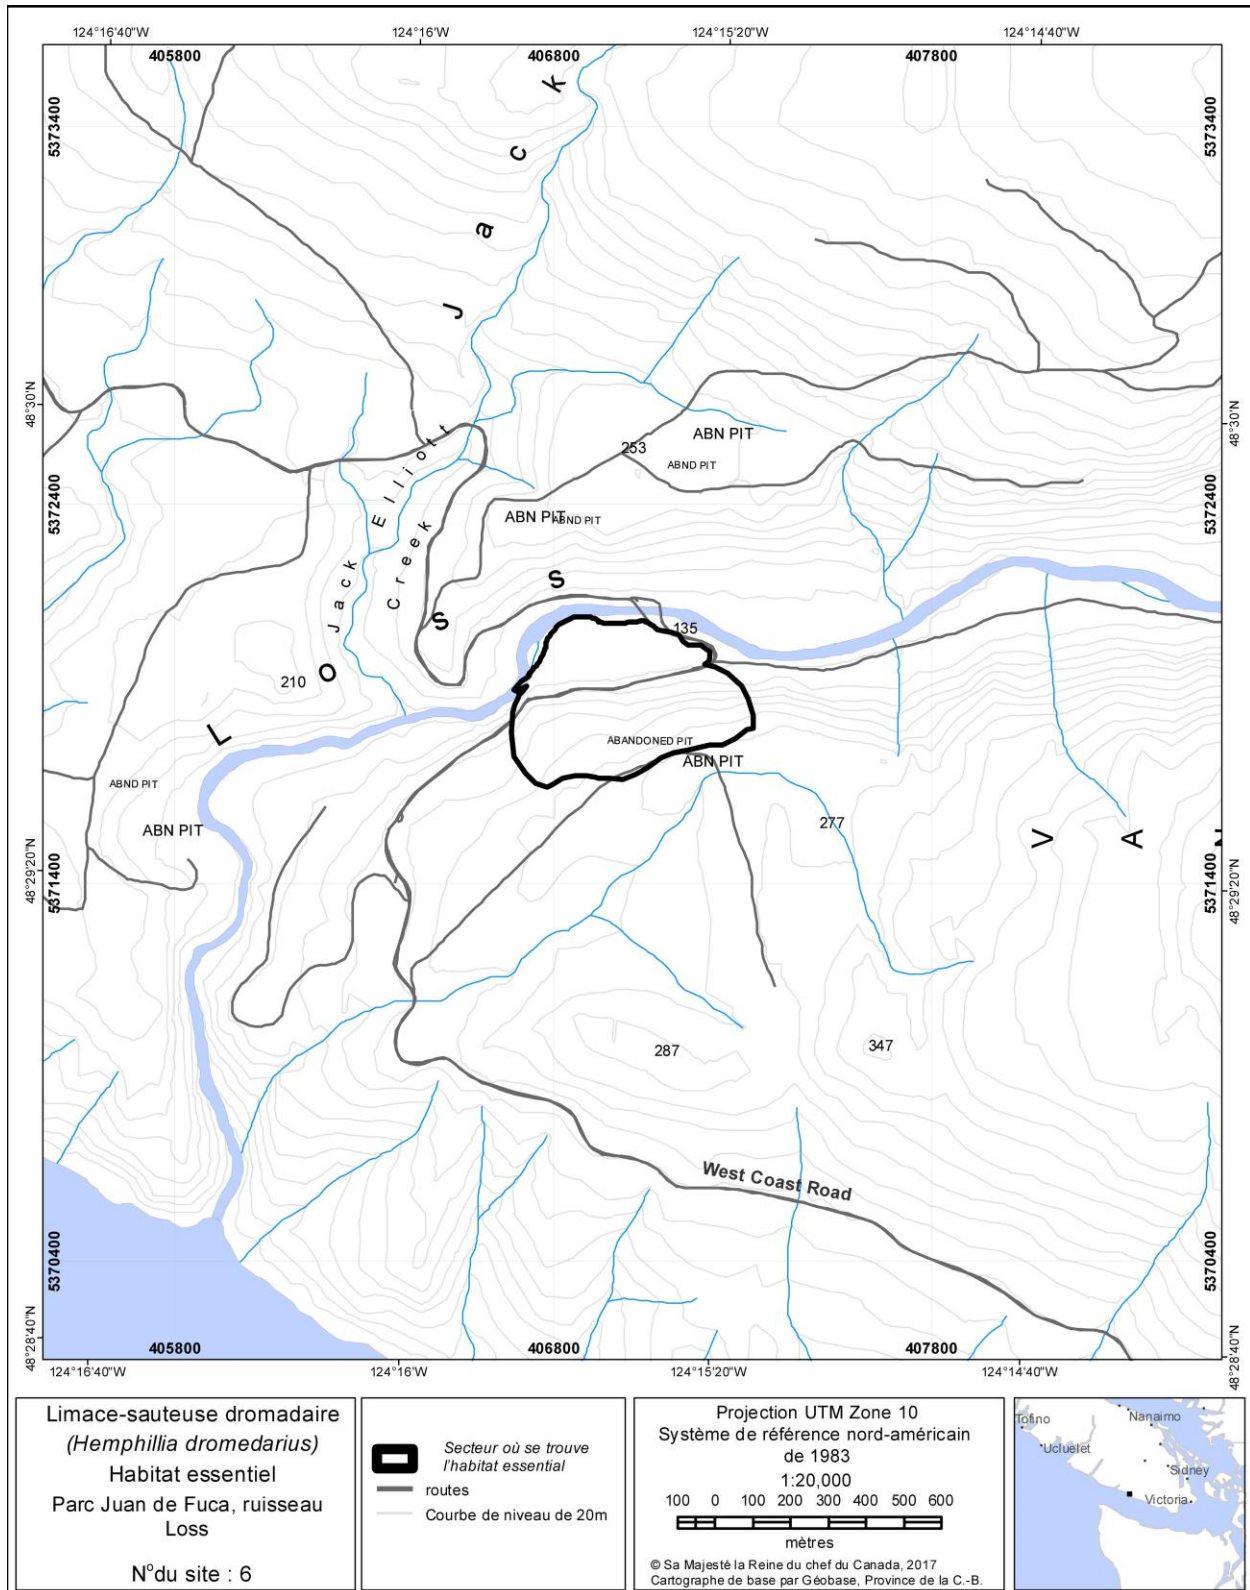 124°16'40"W 124°16'W 124°15'20"W 124°14'40"W
405800 406800 407800
5373400 5373400
k
c
a
J
48°30'N 48°30'N
ABN PIT
253
ABND PIT
Jack Elliott
Creek
5372400 5372400
ABN PIT ABND PIT
S
S
135
O
210
L
ABANDONED PIT
ABN PIT
ABND PIT
ABN PIT
277
V A
48°29'20"N 5371400 5371400 48°29'20"N
287 347
West Coast Road
5370400 5370400
48°28'40"N 48°28'40"N
405800 406800 407800
124°16'40"W 124°16'W 124°15'20"W 124°14'40"W
Limace-sauteuse dromadaire
(Hemphillia dromedarius)
Habitat essentiel
Parc Juan de Fuca, ruisseau
Loss
N°du site : 6
Secteur où se trouve
l'habitat essential
routes
Courbe de niveau de 20m
Projection UTM Zone 10
Système de référence nord-américain
de 1983
1:20,000
100 0 100 200 300 400 500 600
mètres
© Sa Majesté la Reine du chef du Canada, 2017
Cartographe de base par Géobase, Province de la C.-B.
Tofino
Nanaimo
Ucluelet
Sidney
Victoria